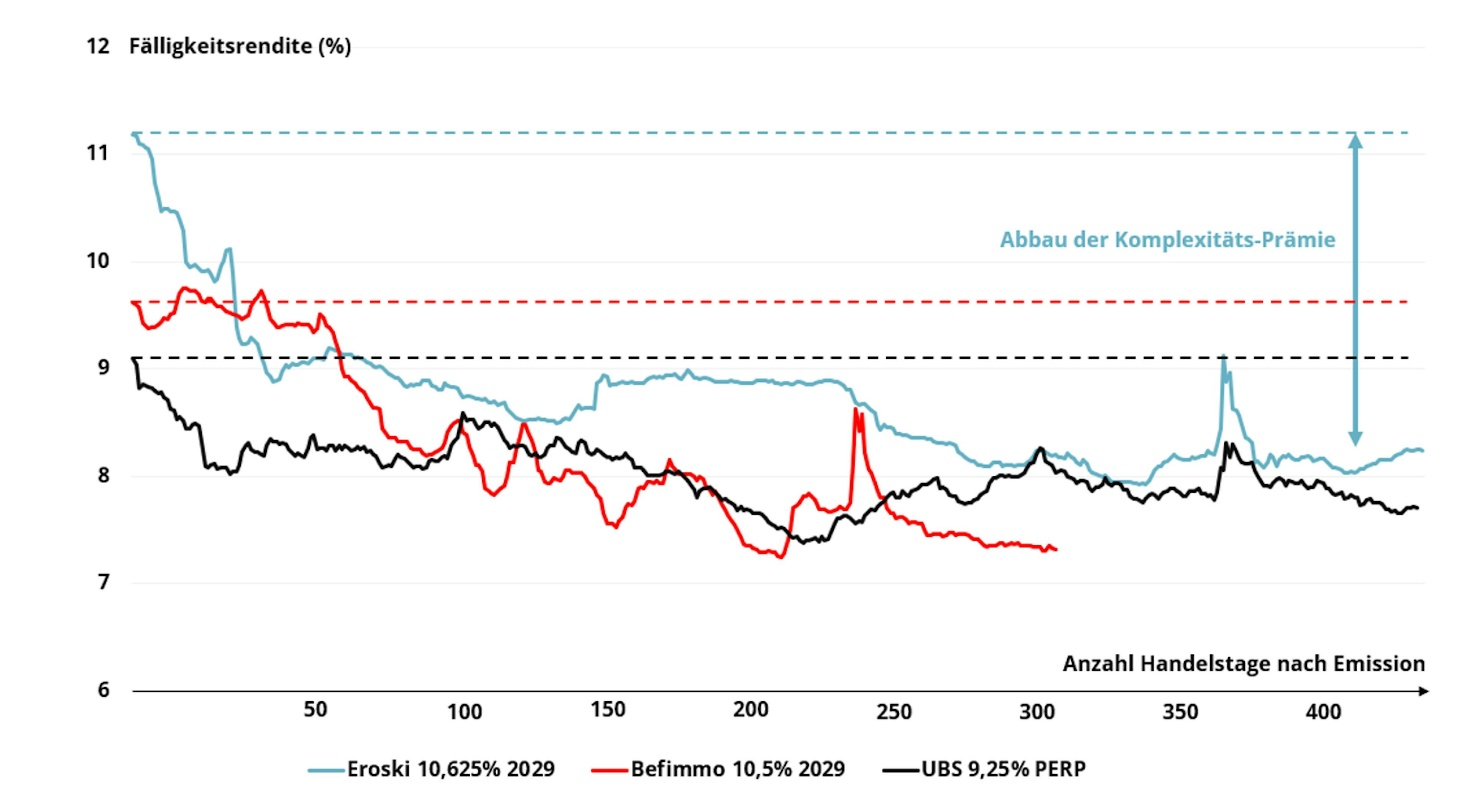 12 Fälligkeitsrendite (%)
11
Abbau der Komplexitäts-Prämie
10
9
8
7
Anzahl Handelstage nach Emission
6
50 100 150 200 250 300 350 400
Eroski 10,625% 2029 Befimmo 10,5% 2029 UBS 9,25% PERP